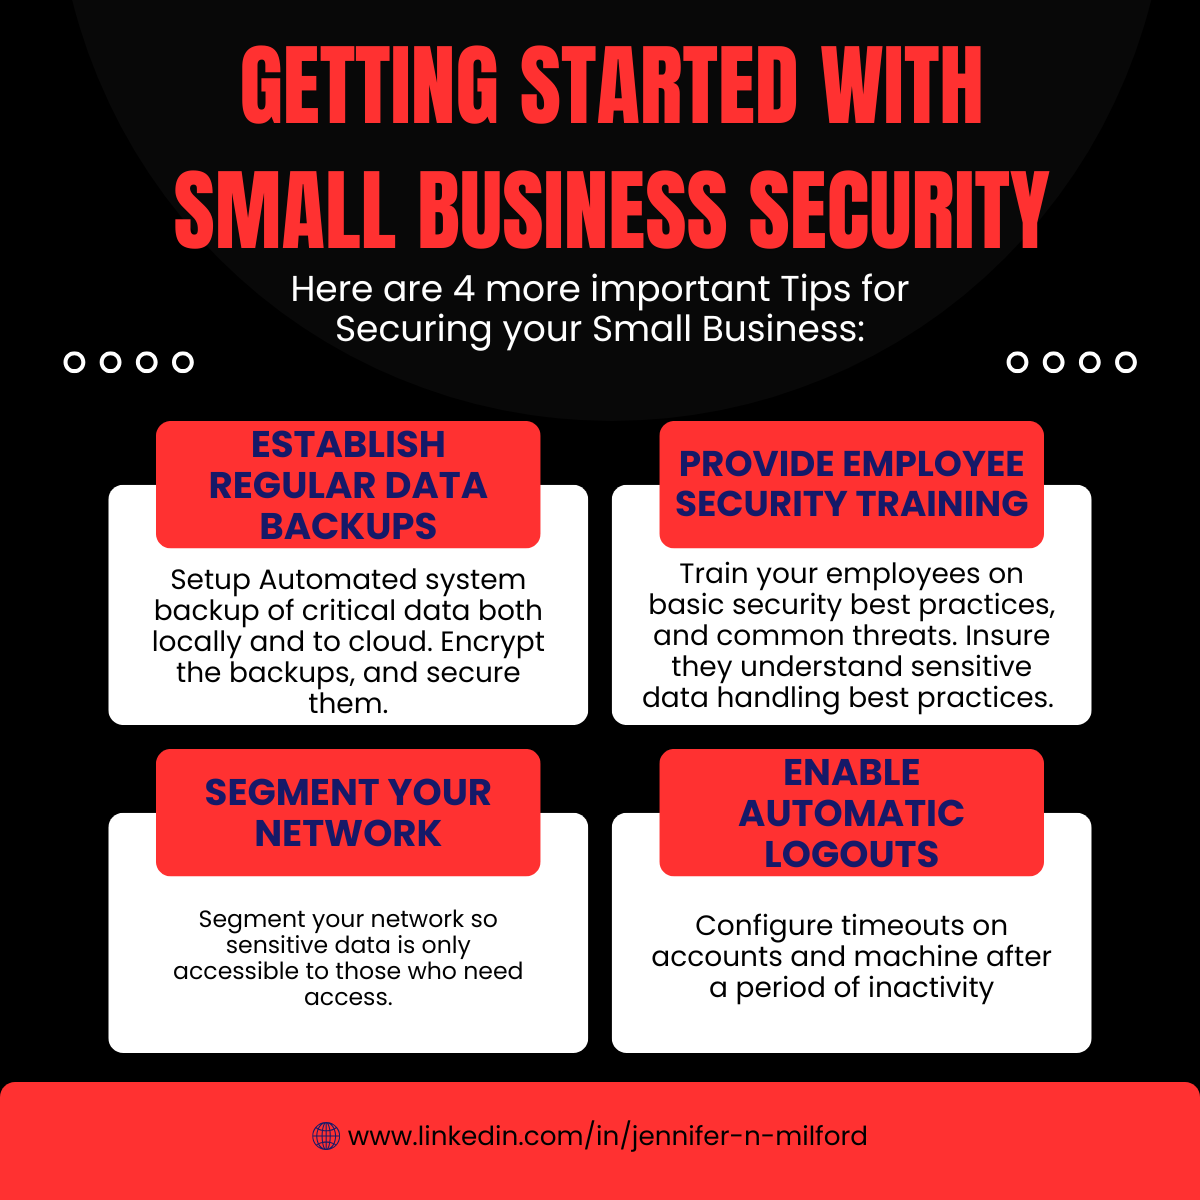 GETTING STARTED WITH
SMALL BUSINESS SECURITY
Here are 4 more important Tips for
Securing your Small Business:
ESTABLISH
REGULAR DATA
BACKUPS
Setup Automated system
backup of critical data both
locally and to cloud. Encrypt
the backups, and secure
them.
PROVIDE EMPLOYEE
SECURITY TRAINING
Train your employees on
basic security best practices,
and common threats. Insure
they understand sensitive
data handling best practices.
SEGMENT YOUR
NETWORK
Segment your network so
sensitive data is only
accessible to those who need
access.
ENABLE
AUTOMATIC
LOGOUTS
Configure timeouts on
accounts and machine after
a period of inactivity
www.linkedin.com/in/jennifer-n-milford